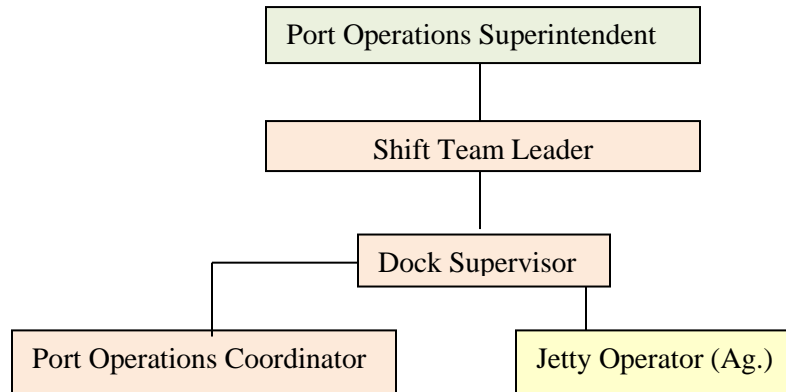 Port Operations Superintendent
Shift Team Leader
Dock Supervisor
Port Operations Coordinator
Jetty Operator (Ag.)